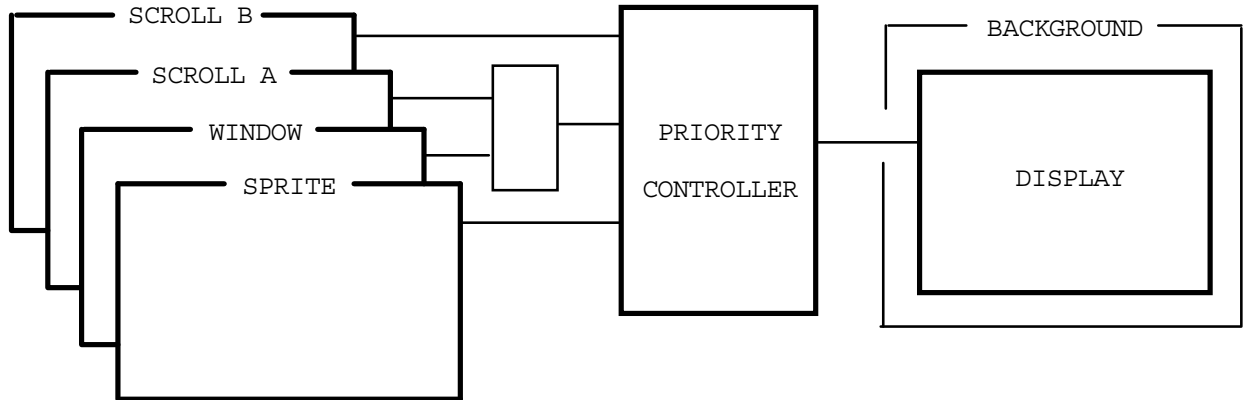 SCROLL B
SCROLL A
WINDOW
SPRITE
PRIORITY
CONTROLLER
BACKGROUND
DISPLAY